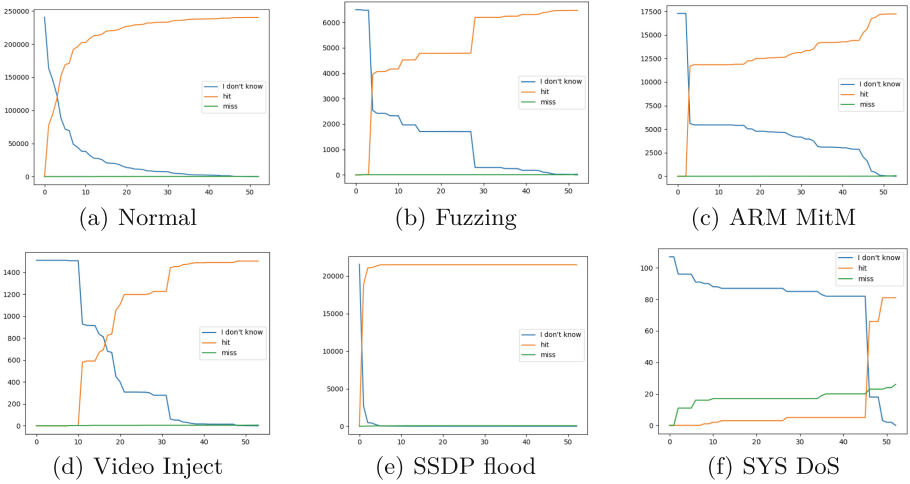 250000
200000
150000
100000
50000
0
0 10 20 30 40 50
I don't know
hit
miss
(a) Normal
6000
5000
4000
3000
2000
1000
0
0 10 20 30 40 50
I don't know
hit
miss
(b) Fuzzing
17500
15000
12500
10000
7500
5000
2500
0
0 10 20 30 40 50
I don't know
hit
miss
(c) ARM MitM
1400
1200
1000
800
600
400
200
0
0 10 20 30 40 50
I don't know
hit
miss
(d) Video Inject
20000
15000
10000
5000
0
0 10 20 30 40 50
I don't know
hit
miss
(e) SSDP flood
100
80
60
40
20
0
0 10 20 30 40 50
I don't know
hit
miss
(f) SYS DoS